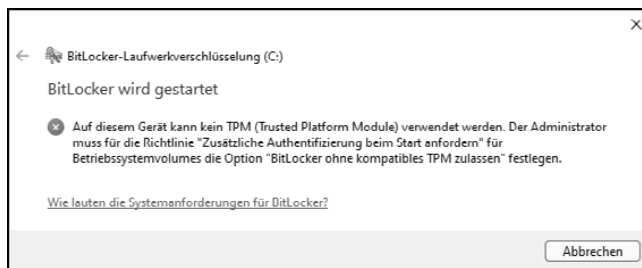 BitLocker-Laufwerkverschlüsselung (C:)
BitLocker wird gestartet
Auf diesem Gerät kann kein TPM (Trusted Platform Module) verwendet werden. Der Administrator
muss für die Richtlinie "Zusätzliche Authentifizierung beim Start anfordern" für
Betriebssystemvolumes die Option "BitLocker ohne kompatibles TPM zulassen" festlegen.
Wie lauten die Systemanforderungen für BitLocker?
Abbrechen